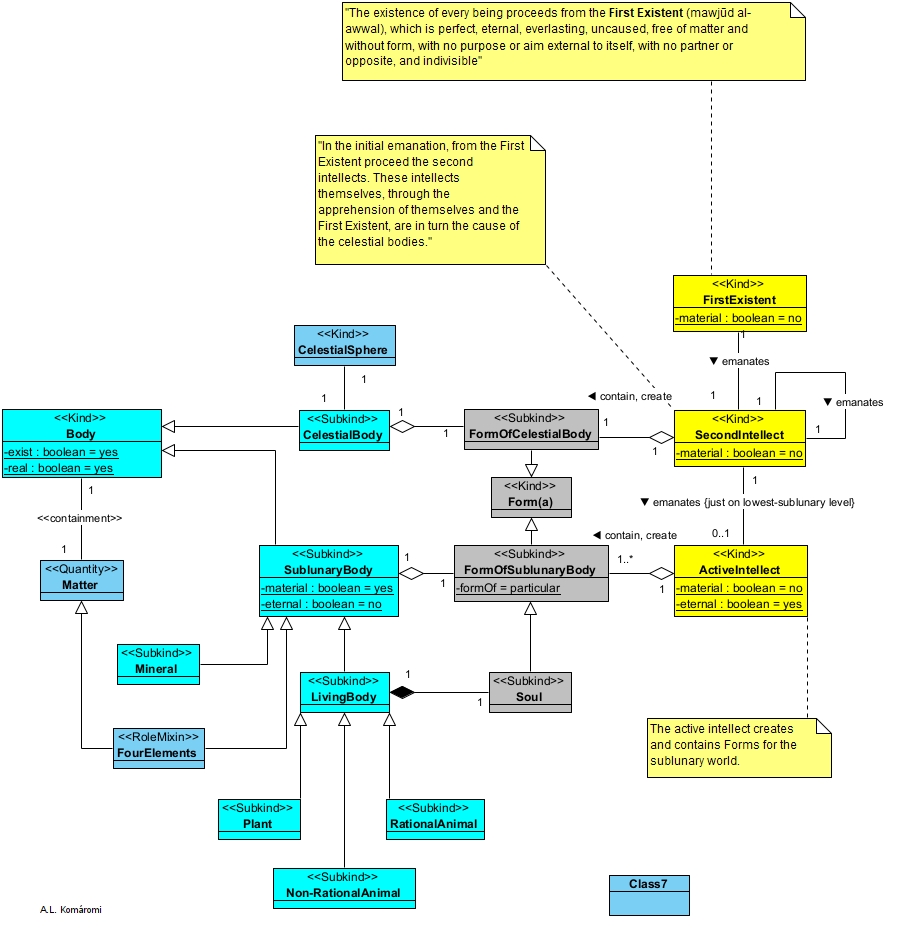 "The existence of every being proceeds from the First Existent (mawjūd al-
awwal), which is perfect, eternal, everlasting, uncaused, free of matter and
without form, with no purpose or aim external to itself, with no partner or
opposite, and indivisible"
"In the initial emanation, from the First
Existent proceed the second
intellects. These intellects
themselves, through the
apprehension of themselves and the
First Existent, are in turn the cause of
the celestial bodies."
<<Kind>>
FirstExistent
-material : boolean = no
1
▼ emanates
1
1
▼ emanates
1
<<Kind>>
CelestialSphere
1
1
◄ contain, create
<<Kind>>
Body
-exist : boolean = yes
-real : boolean = yes
<<Subkind>>
CelestialBody
1
1
<<Subkind>>
FormOfCelestialBody
1
1
<<Kind>>
SecondIntellect
-material : boolean = no
1
<<containment>>
1
<<Kind>>
Form(a)
1
▼ emanates {just on lowest-sublunary level}
0..1
◄ contain, create
<<Quantity>>
Matter
<<Subkind>>
SublunaryBody
-material : boolean = yes
-eternal : boolean = no
1
1
<<Subkind>>
FormOfSublunaryBody
-formOf = particular
1..*
1
<<Kind>>
ActiveIntellect
-material : boolean = no
-eternal : boolean = yes
<<Subkind>>
Mineral
<<Subkind>>
LivingBody
1
1
<<Subkind>>
Soul
<<RoleMixin>>
FourElements
The active intellect creates
and contains Forms for the
sublunary world.
<<Subkind>>
Plant
<<Subkind>>
RationalAnimal
<<Subkind>>
Non-RationalAnimal
Class7
A.L. Komáromi